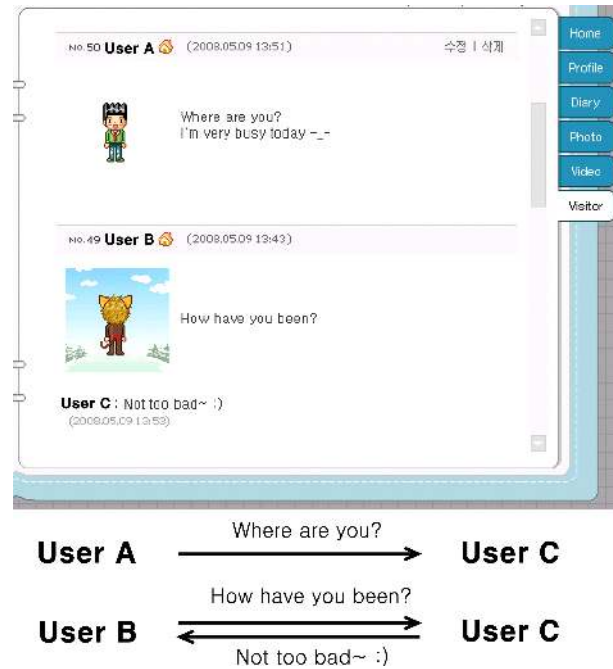 No.50 User A (2008.05.09 13:51) 수정 | 삭제
Where are you?
I'm very busy today -_-
No.49 User B (2008.05.09 13:43)
How have you been?
User C : Not too bad~ :)
(2008.05.09 13:53)
Home
Profile
Diary
Photo
Video
Visitor
Where are you?
User A User C
How have you been?
User B User C
Not too bad~ :)